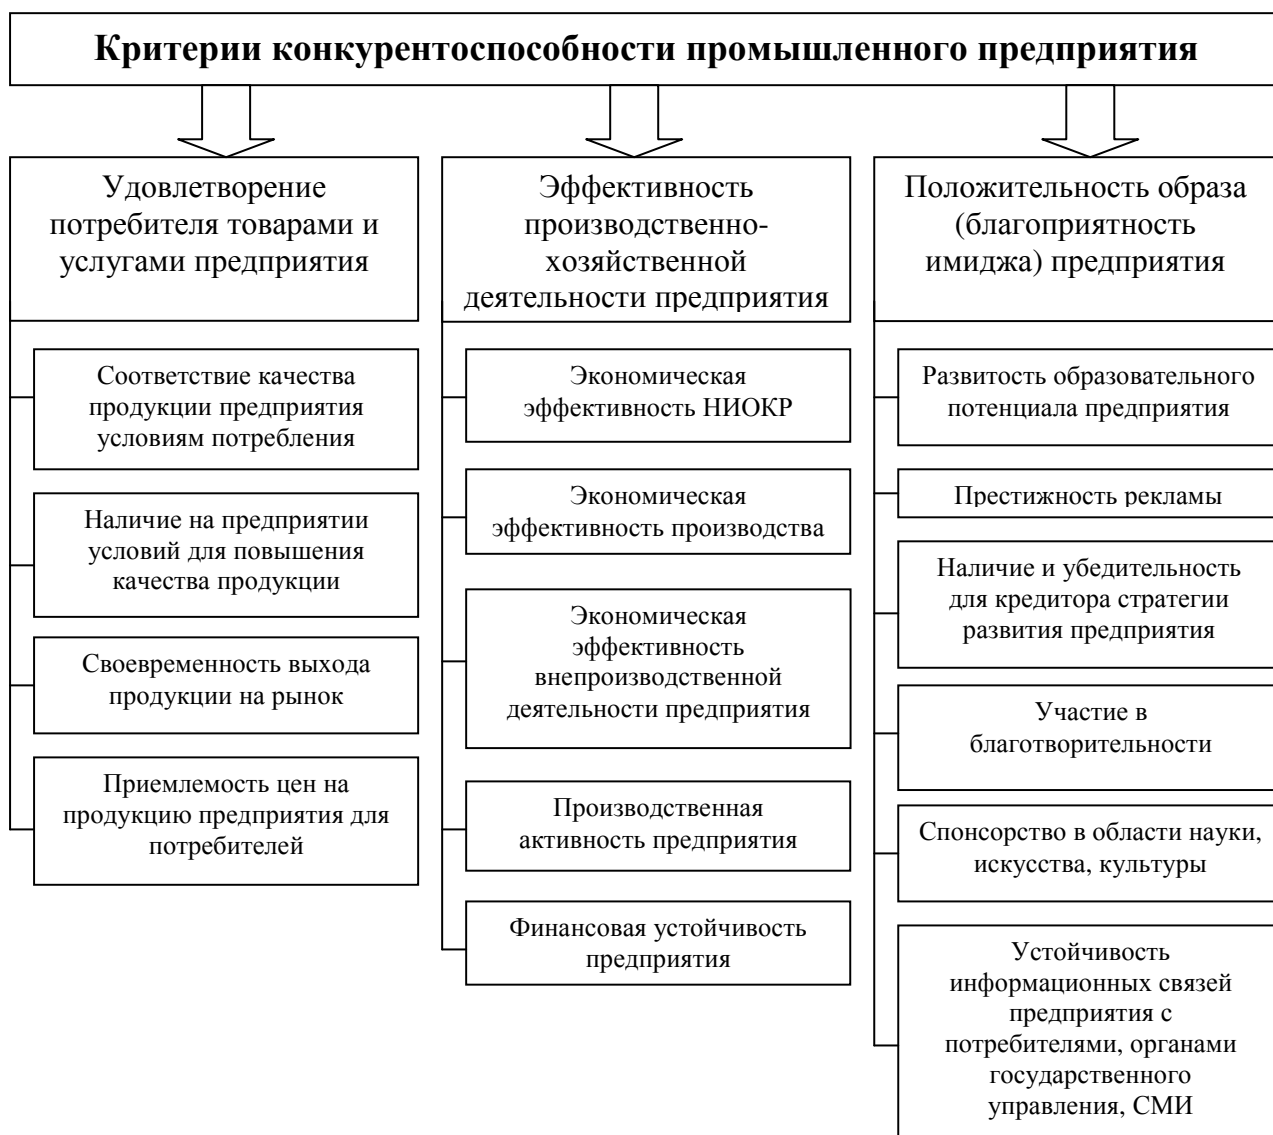 Критерии конкурентоспособности промышленного предприятия
Удовлетворение
потребителя товарами и
услугами предприятия
Соответствие качества
продукции предприятия
условиям потребления
Наличие на предприятии
условий для повышения
качества продукции
Своевременность выхода
продукции на рынок
Приемлемость цен на
продукцию предприятия для
потребителей
Эффективность
производственно-
хозяйственной
деятельности предприятия
Экономическая
эффективность НИОКР
Экономическая
эффективность производства
Экономическая
эффективность
внепроизводственной
деятельности предприятия
Производственная
активность предприятия
Финансовая устойчивость
предприятия
Положительность образа
(благоприятность
имиджа) предприятия
Развитость образовательного
потенциала предприятия
Престижность рекламы
Наличие и убедительность
для кредитора стратегии
развития предприятия
Участие в
благотворительности
Спонсорство в области науки,
искусства, культуры
Устойчивость
информационных связей
предприятия с
потребителями, органами
государственного
управления, СМИ